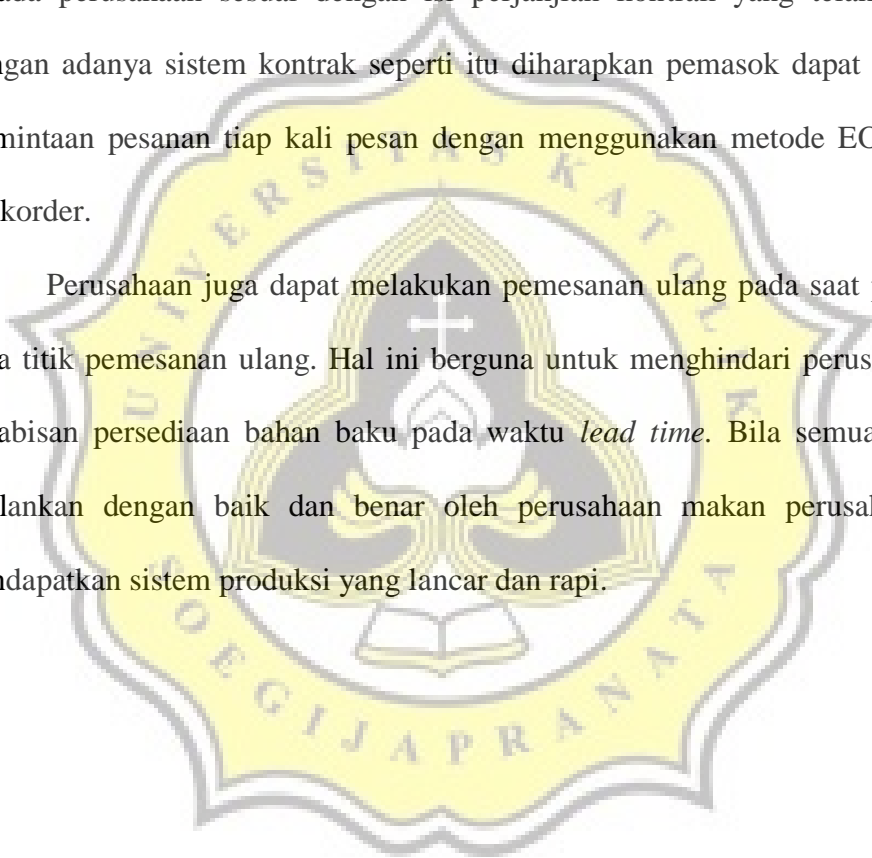 perusahaan sesuai dengan isi perjanjian kontrak yang
ngan adanya sistem kontrak seperti itu diharapkan pemasok dapat
mintaan pesanan tiap kali pesan dengan menggunakan metode EO
korder.
Perusahaan juga dapat melakukan pemesanan ulang pada saat p
a titik pemesanan ulang. Hal ini berguna untuk menghindari perus
abisan persediaan bahan baku pada waktu lead time. Bila semua
lankan dengan baik dan benar oleh perusahaan makan perusa
ndapatkan sistem produksi yang lancar dan rapi.
UNIVERSITAS KATOLIK
SOEGIJAPRANATA